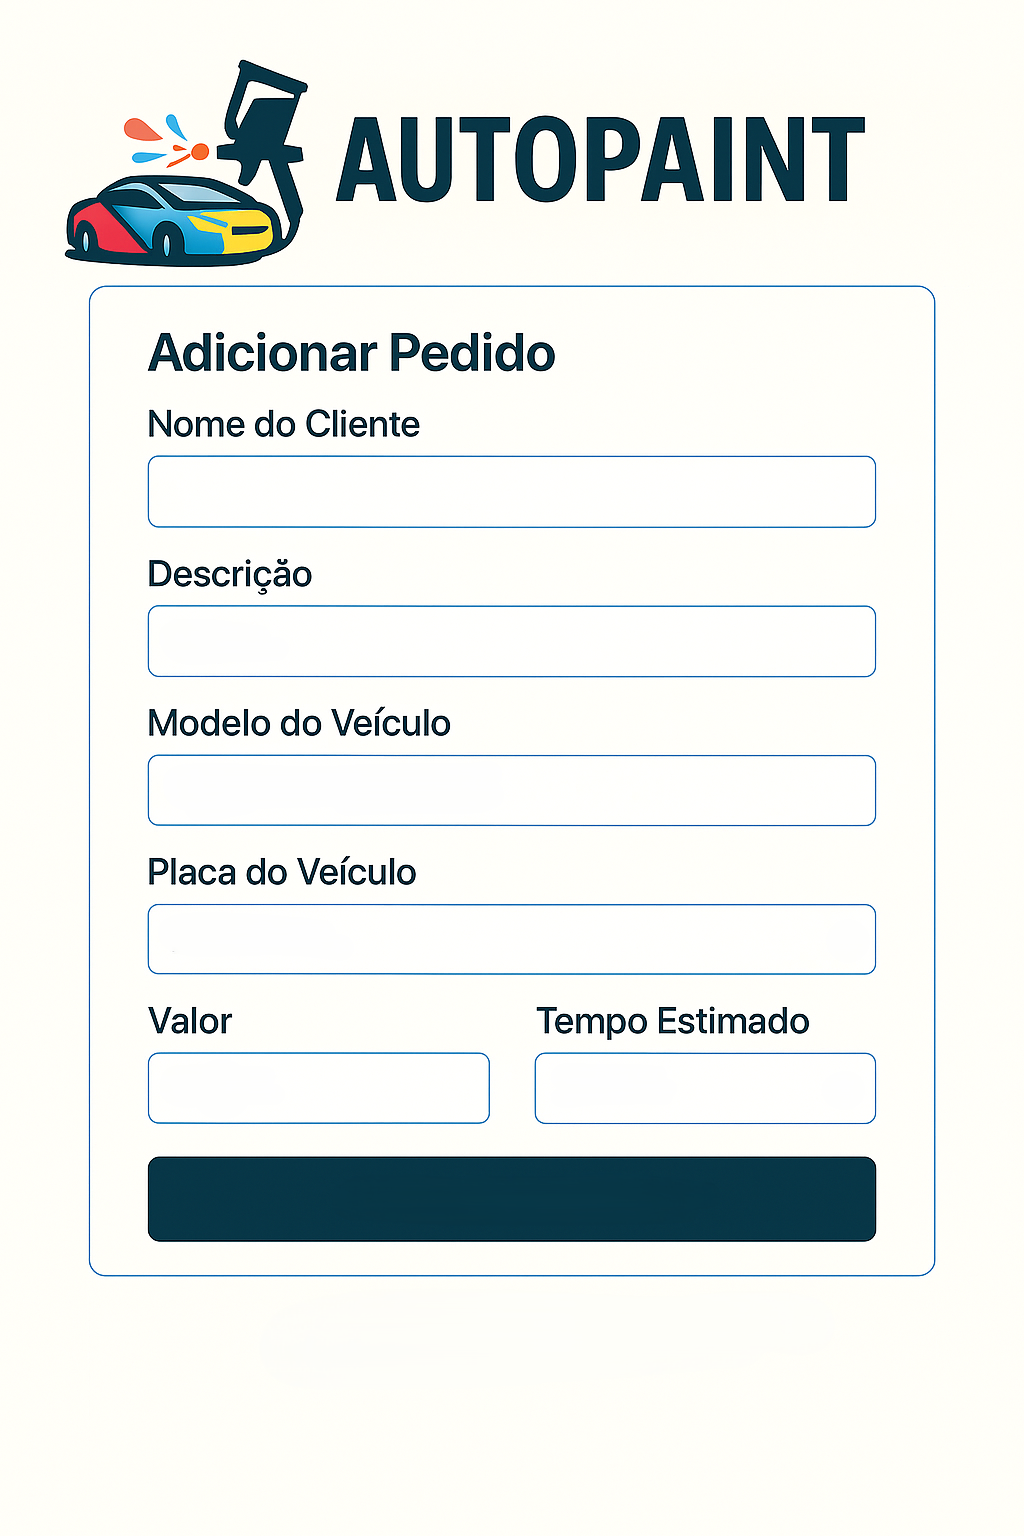 AUTOPAINT
Adicionar Pedido
Nome do Cliente
Descrição
Modelo do Veículo
Placa do Veículo
Valor
Tempo Estimado